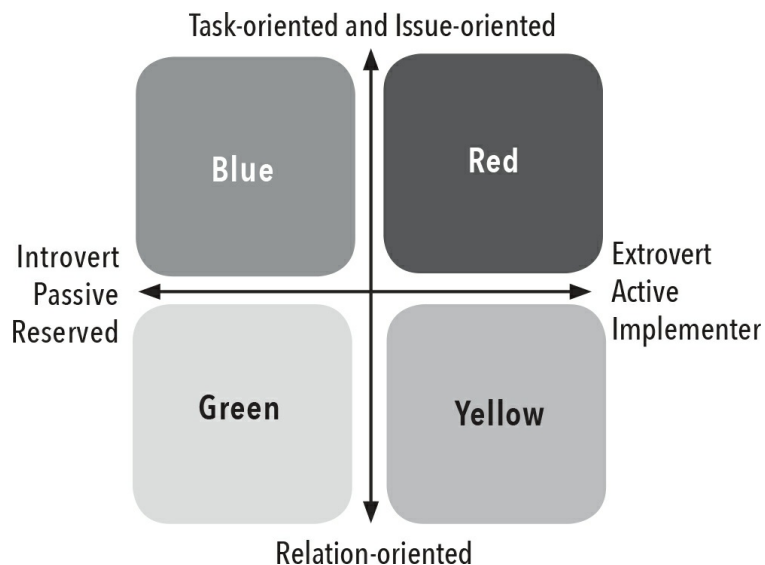 Task-oriented and Issue-oriented
Blue
Red
Introvert
Passive
Reserved
Extrovert
Active
Implementer
Green
Yellow
Relation-oriented